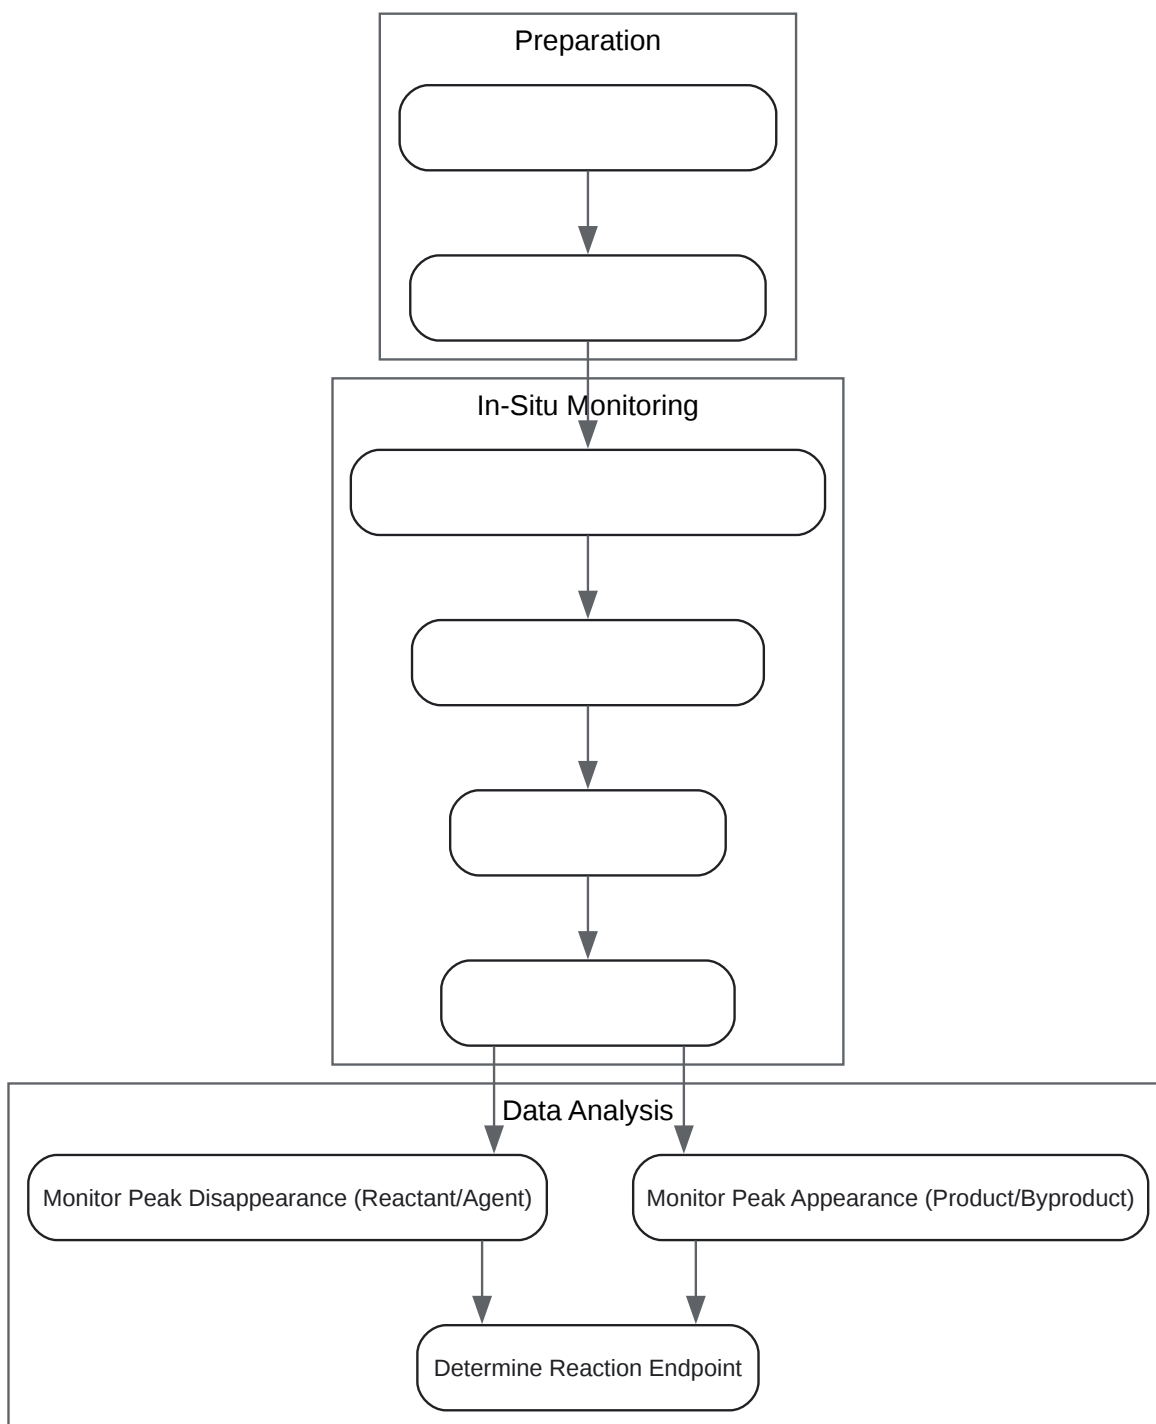 Preparation
In-Situ Monitoring
Data Analysis
Monitor Peak Disappearance (Reactant/Agent)
Monitor Peak Appearance (Product/Byproduct)
Determine Reaction Endpoint